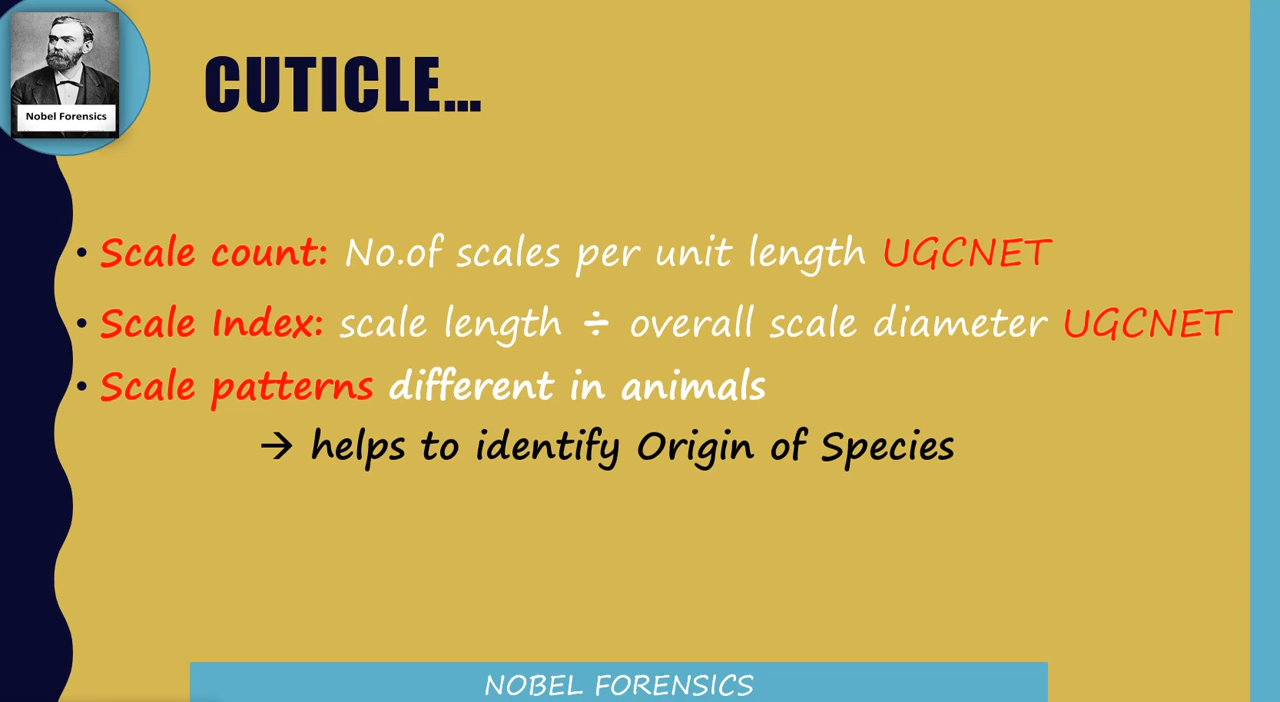 Nobel Forensics
CUTICLE...
• Scale count: No.of scales per unit length UGCNET
• Scale Index: scale length ÷ overall scale diameter UGCNET
• Scale patterns different in animals
→ helps to identify Origin of Species
NOBEL FORENSICS